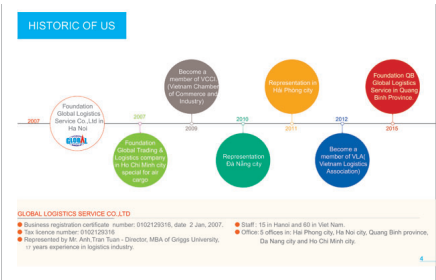 HISTORIC OF US
2007
Foundation
Global Logistics
Service Co.,Ltd in
Ha Noi
GLOBAL
2007
Foundation
Global Trading &
Logistics company
in Ho Chi Minh city
special for air
cargo
Become a
member of VCCI.
(Vietnam Chamber
of Commerce and
Industry)
2009
2010
Representation
Đà Nẵng city
Representation in
Hải Phòng city
2011
2012
Become a
member of VLA(
Vietnam Logistics
Association)
Foundation QB
Global Logistics
Service in Quang
Binh Province.
2015
GLOBAL LOGISTICS SERVICE CO.,LTD
Business registration certificate number: 0102129316, date 2 Jan, 2007.
Tax licence number: 0102129316
Represented by Mr. Anh,Tran Tuan - Director, MBA of Griggs University,
17 years experience in logistics industry.
Staff : 15 in Hanoi and 60 in Viet Nam.
Office: 5 offices in: Hai Phong city, Ha Noi city, Quang Binh province,
Da Nang city and Ho Chi Minh city.
4